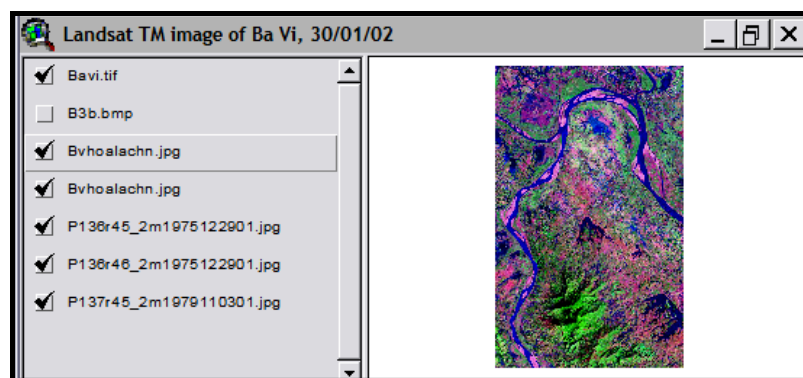 Landsat TM image of Ba Vi, 30/01/02
Bavi.tif
B3b.bmp
Bvhoalachn.jpg
Bvhoalachn.jpg
P136r45_2m1975122901.jpg
P136r46_2m1975122901.jpg
P137r45_2m1979110301.jpg